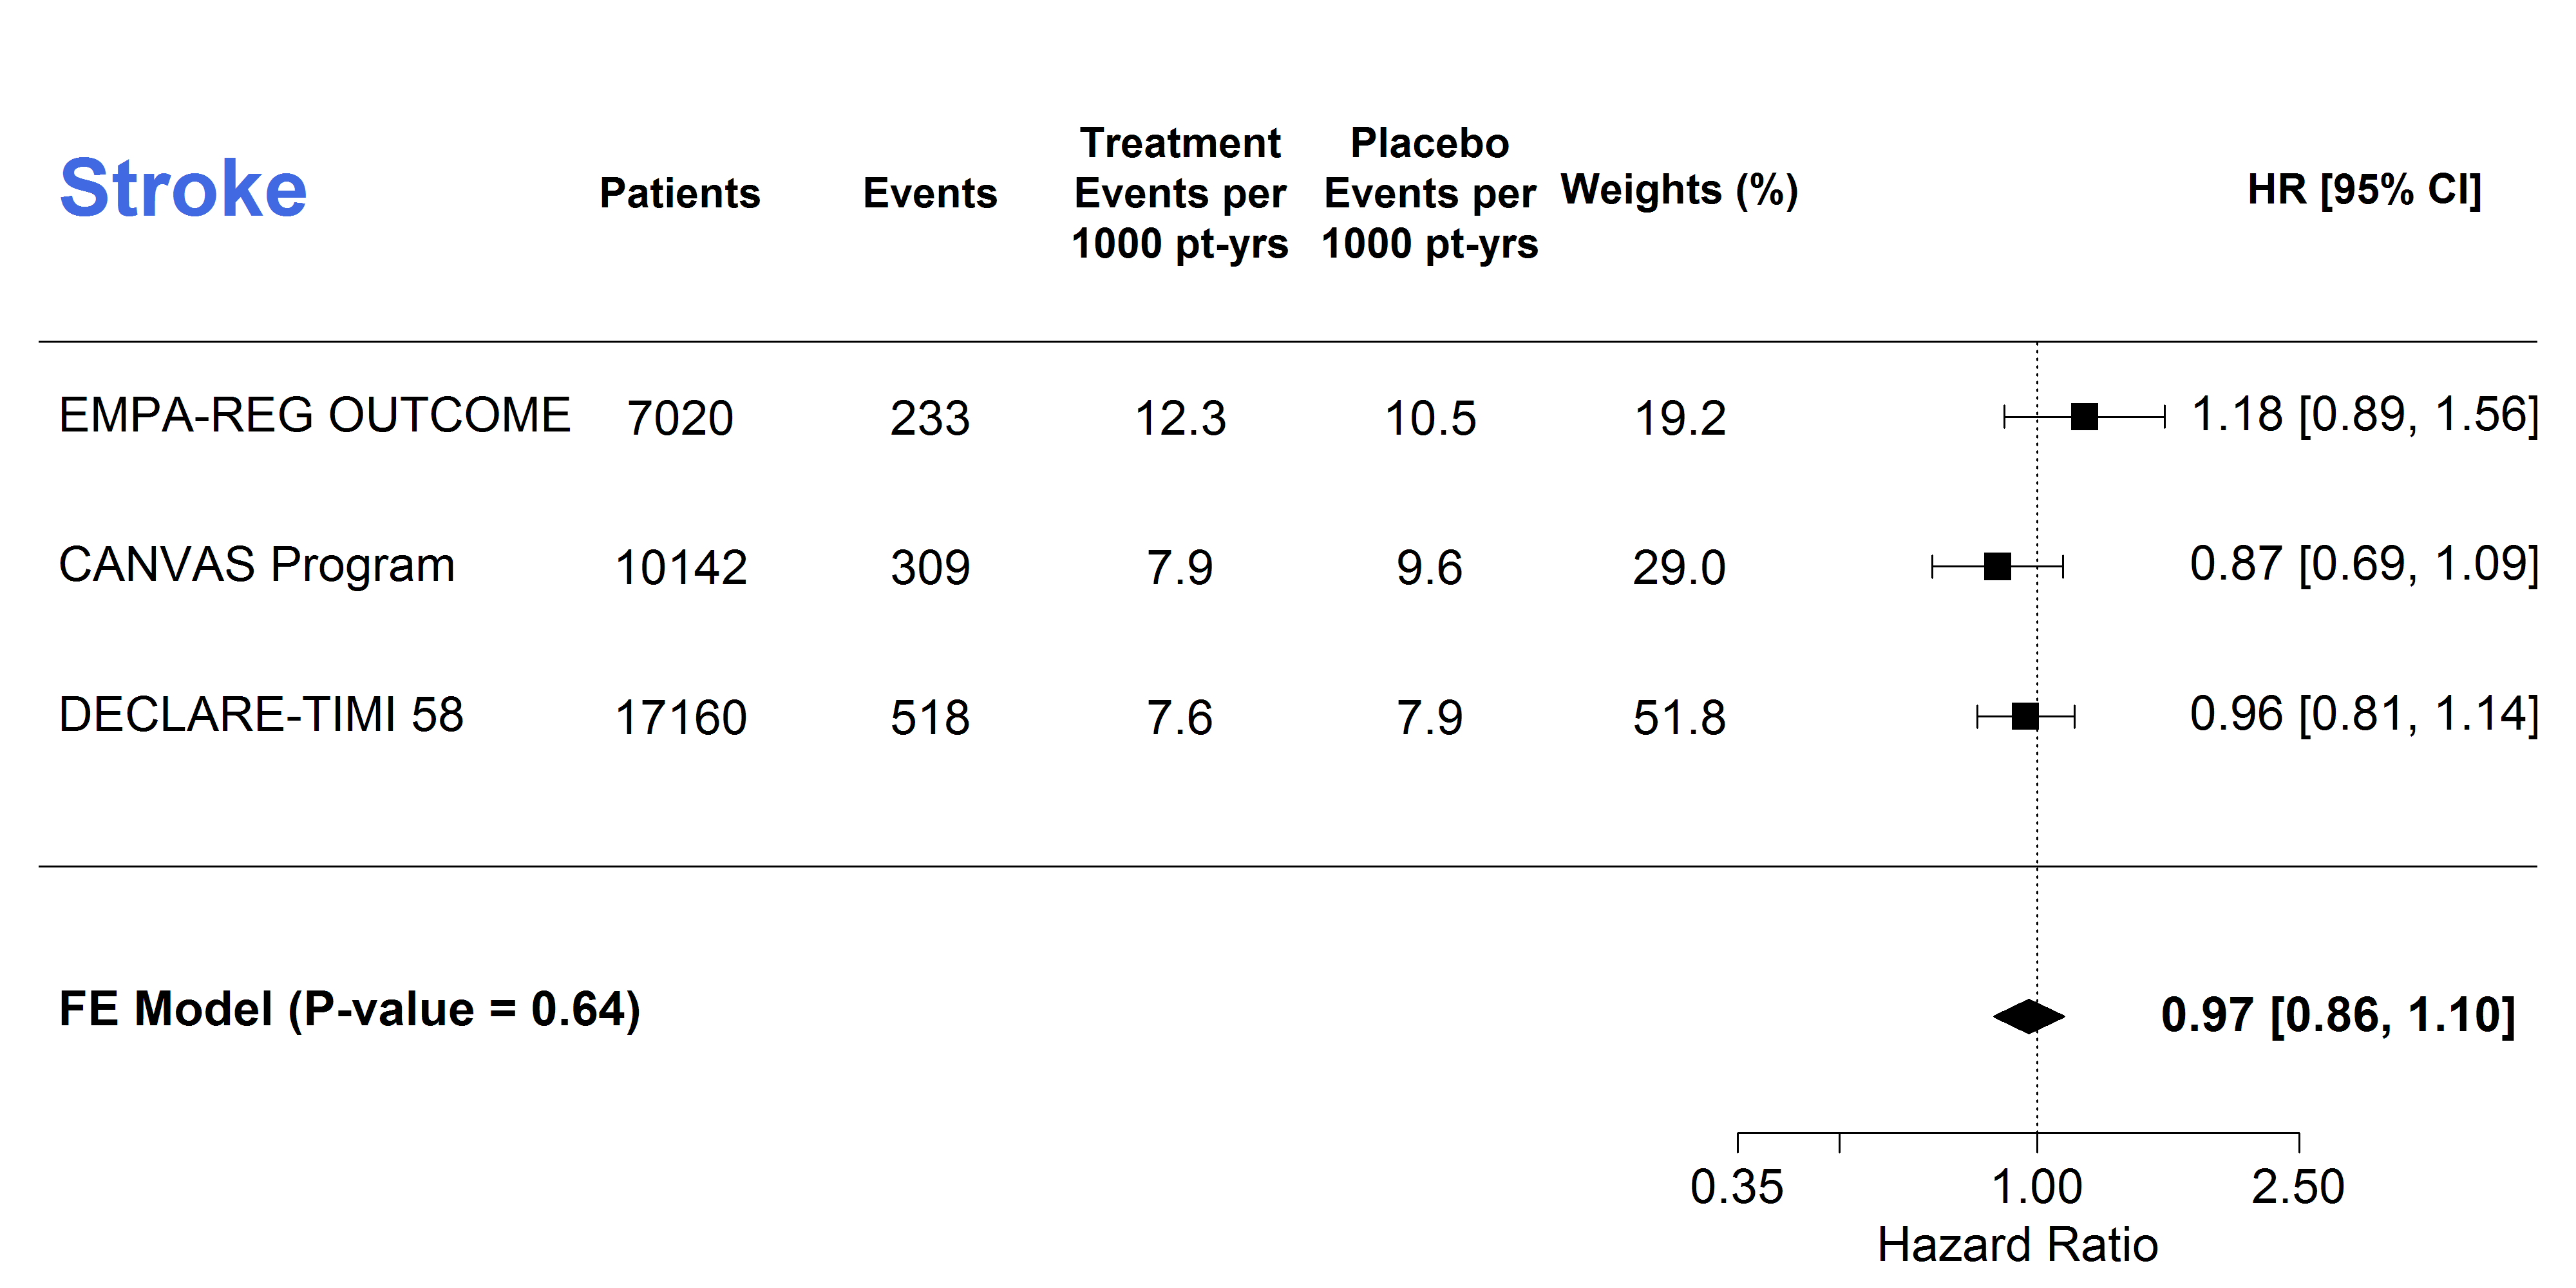 Stroke Patients Events Treatment Events per 1000 pt-yrs Placebo Events per 1000 pt-yrs Weights (%) HR [95% CI]
EMPA-REG OUTCOME 7020 233 12.3 10.5 19.2 1.18 [0.89, 1.56]
CANVAS Program 10142 309 7.9 9.6 29.0 0.87 [0.69, 1.09]
DECLARE-TIMI 58 17160 518 7.6 7.9 51.8 0.96 [0.81, 1.14]
FE Model (P-value = 0.64) 0.97 [0.86, 1.10]
0.35 1.00 2.50
Hazard Ratio